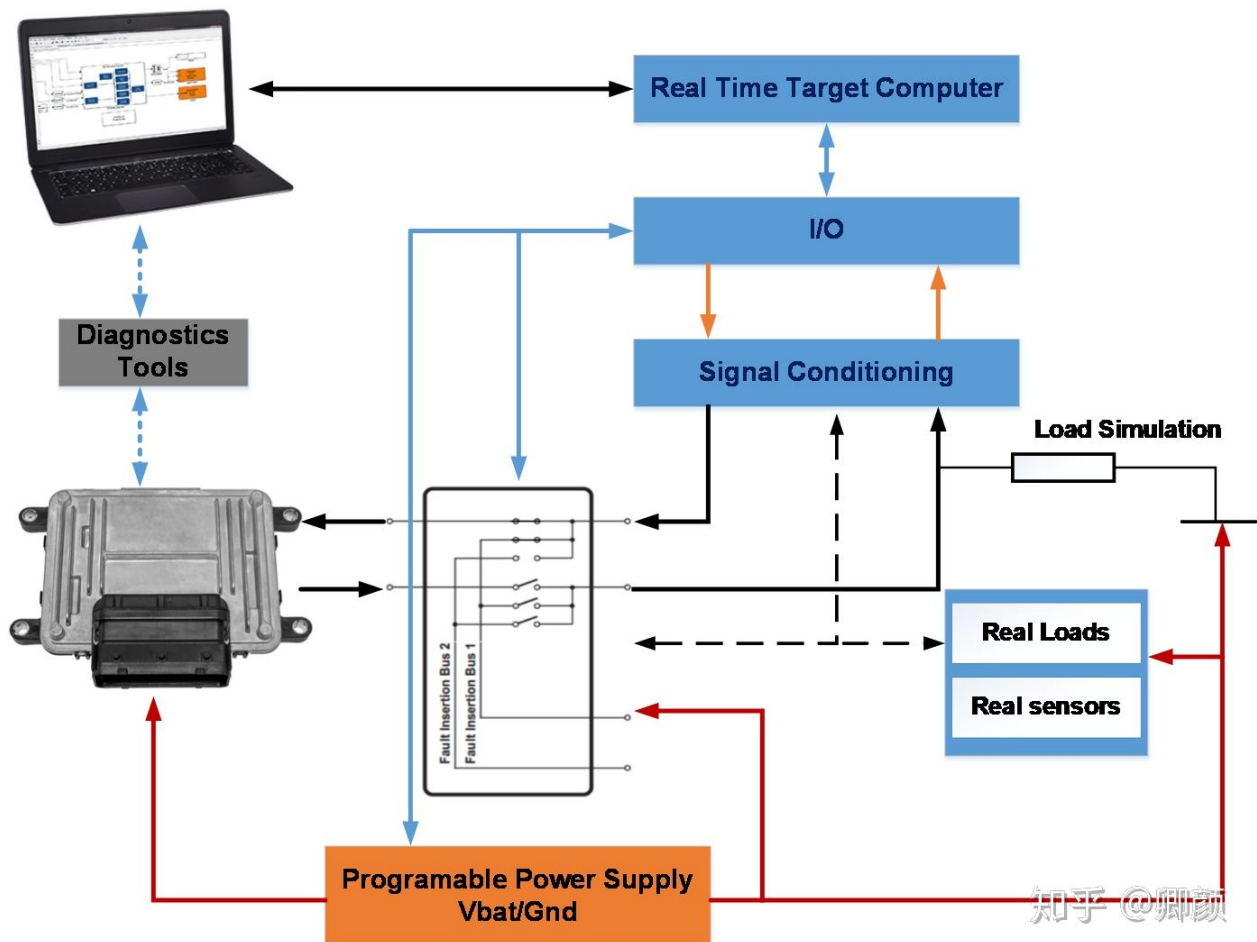 Real Time Target Computer
I/O
Diagnostics
Tools
Signal Conditioning
Load Simulation
Fault Insertion Bus 2
Fault Insertion Bus 1
Real Loads
Real sensors
Programable Power Supply
Vbat/Gnd
知乎 @卿颜